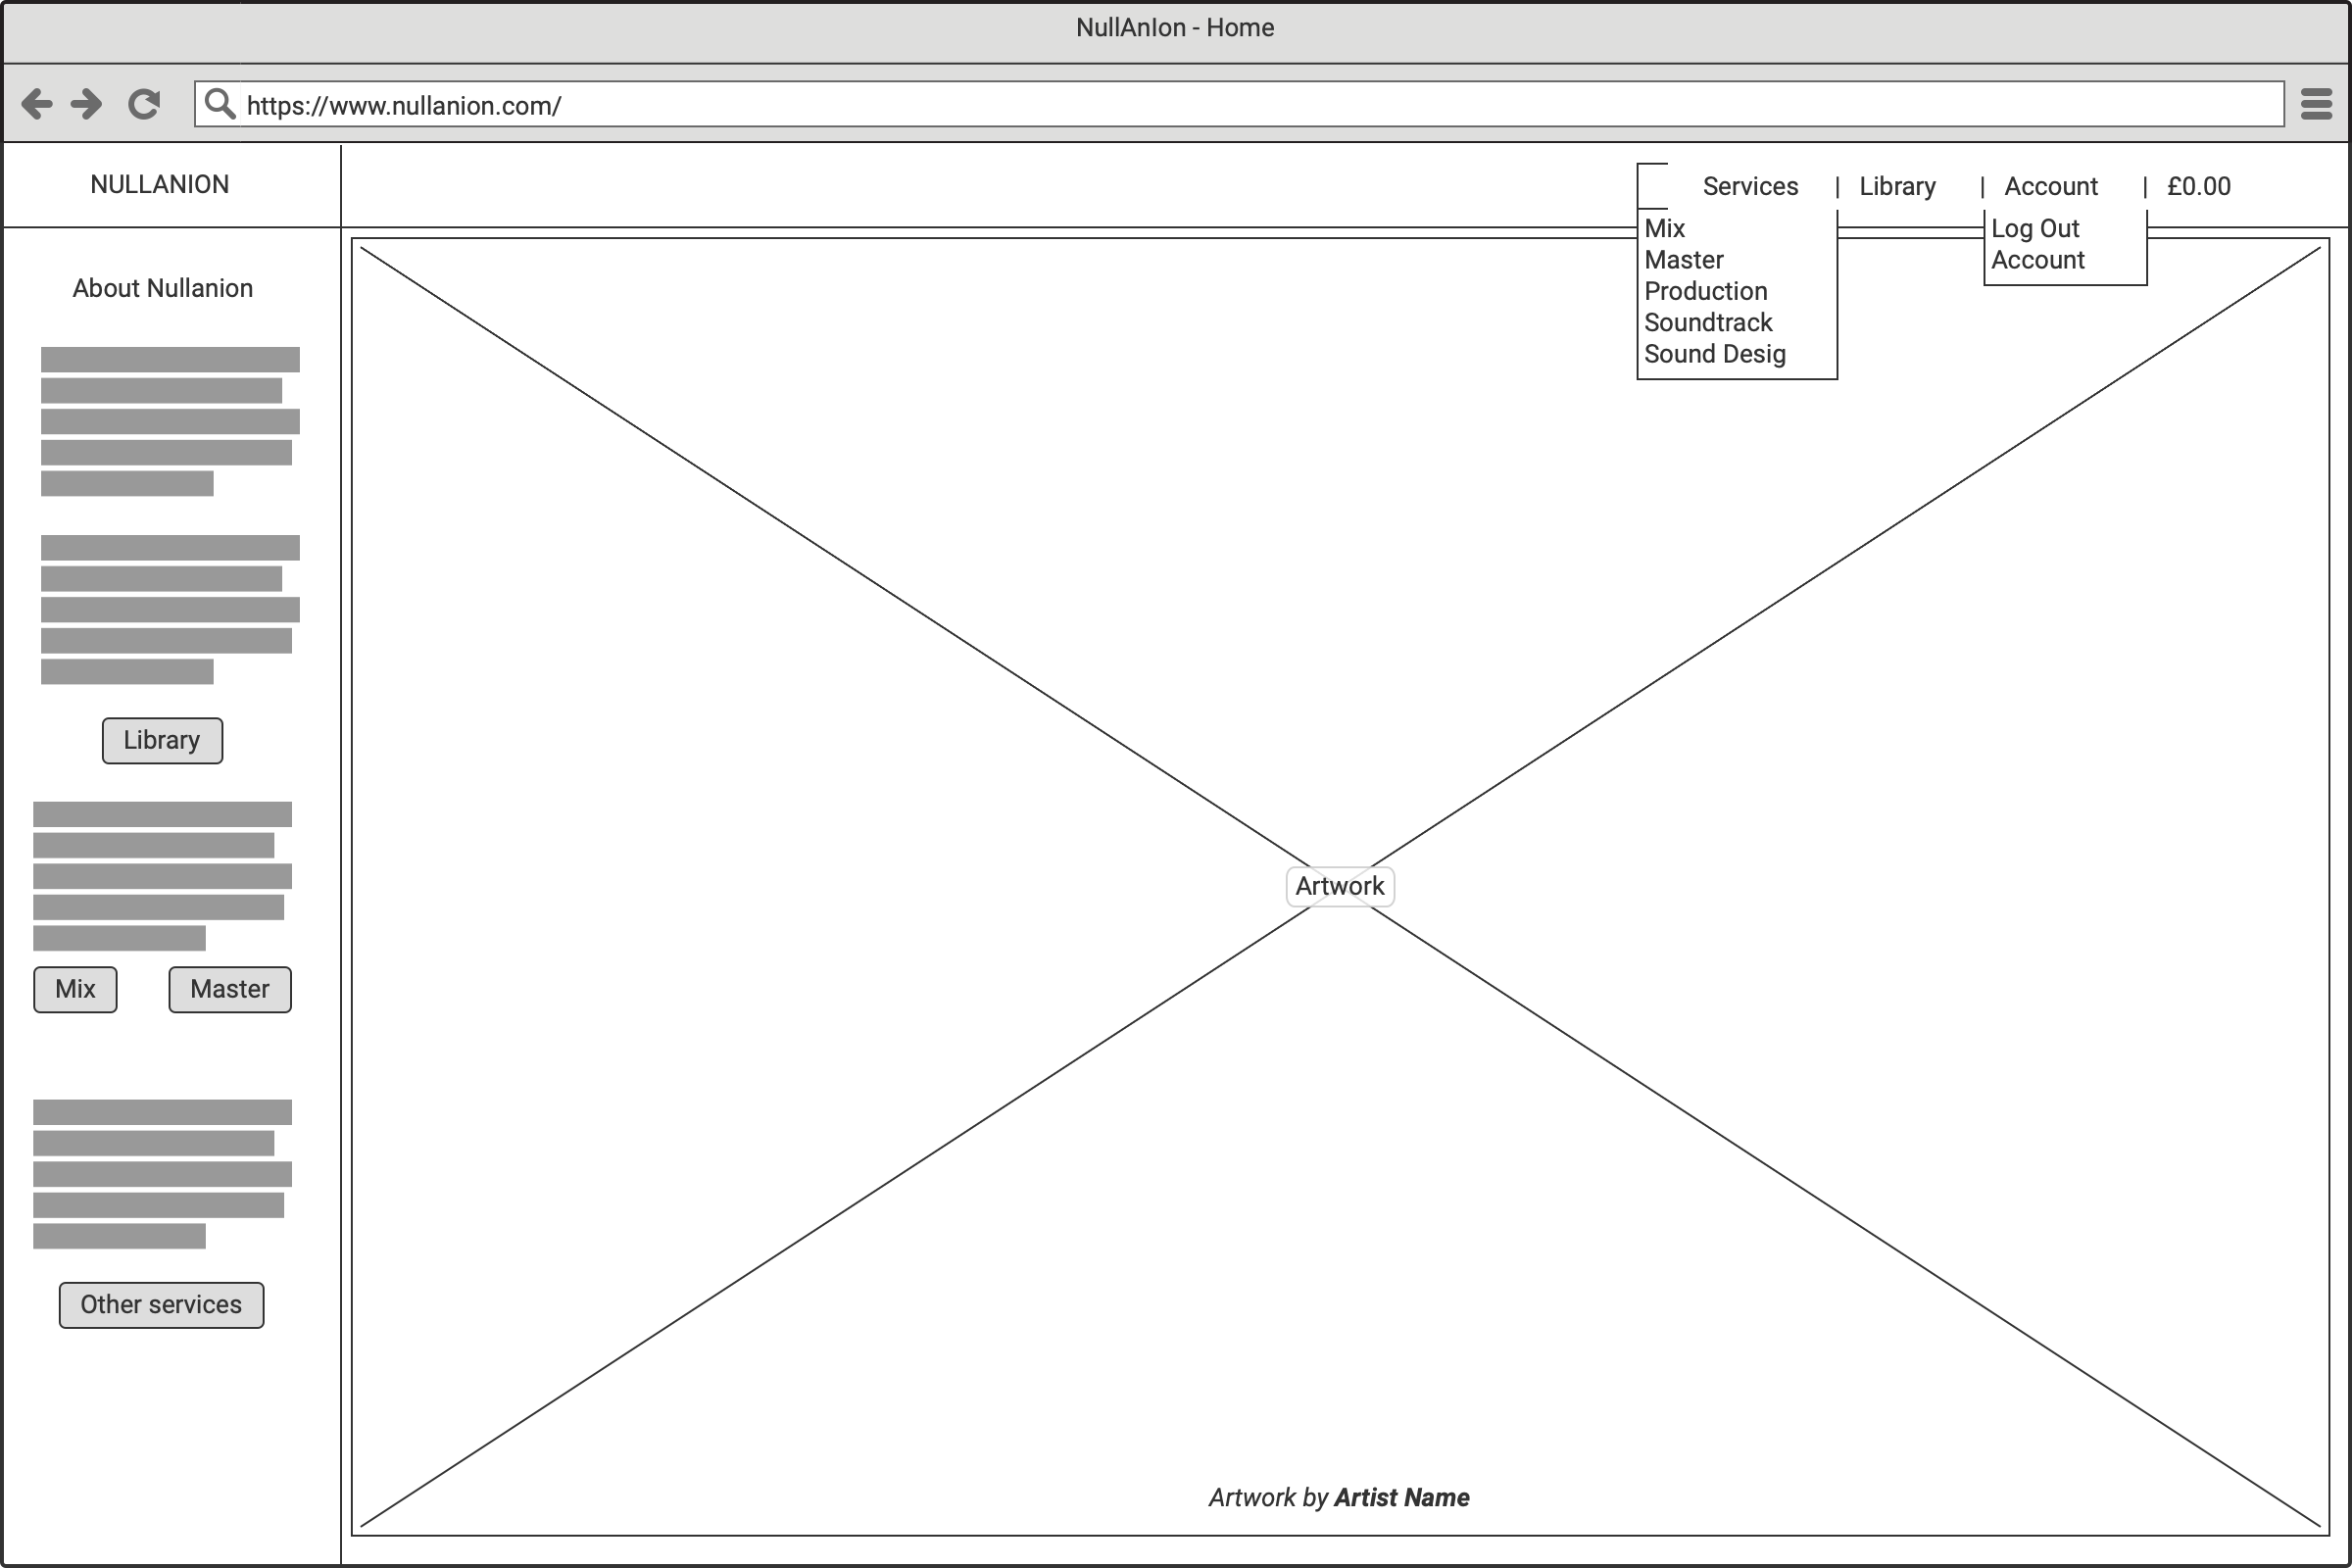 NullAnIon - Home
https://www.nullanion.com/
NULLANION
Services | Library | Account | £0.00
Mix
Master
Production
Soundtrack
Sound Desig
Log Out
Account
About Nullanion
Library
Mix
Master
Other services
Artwork
Artwork by Artist Name